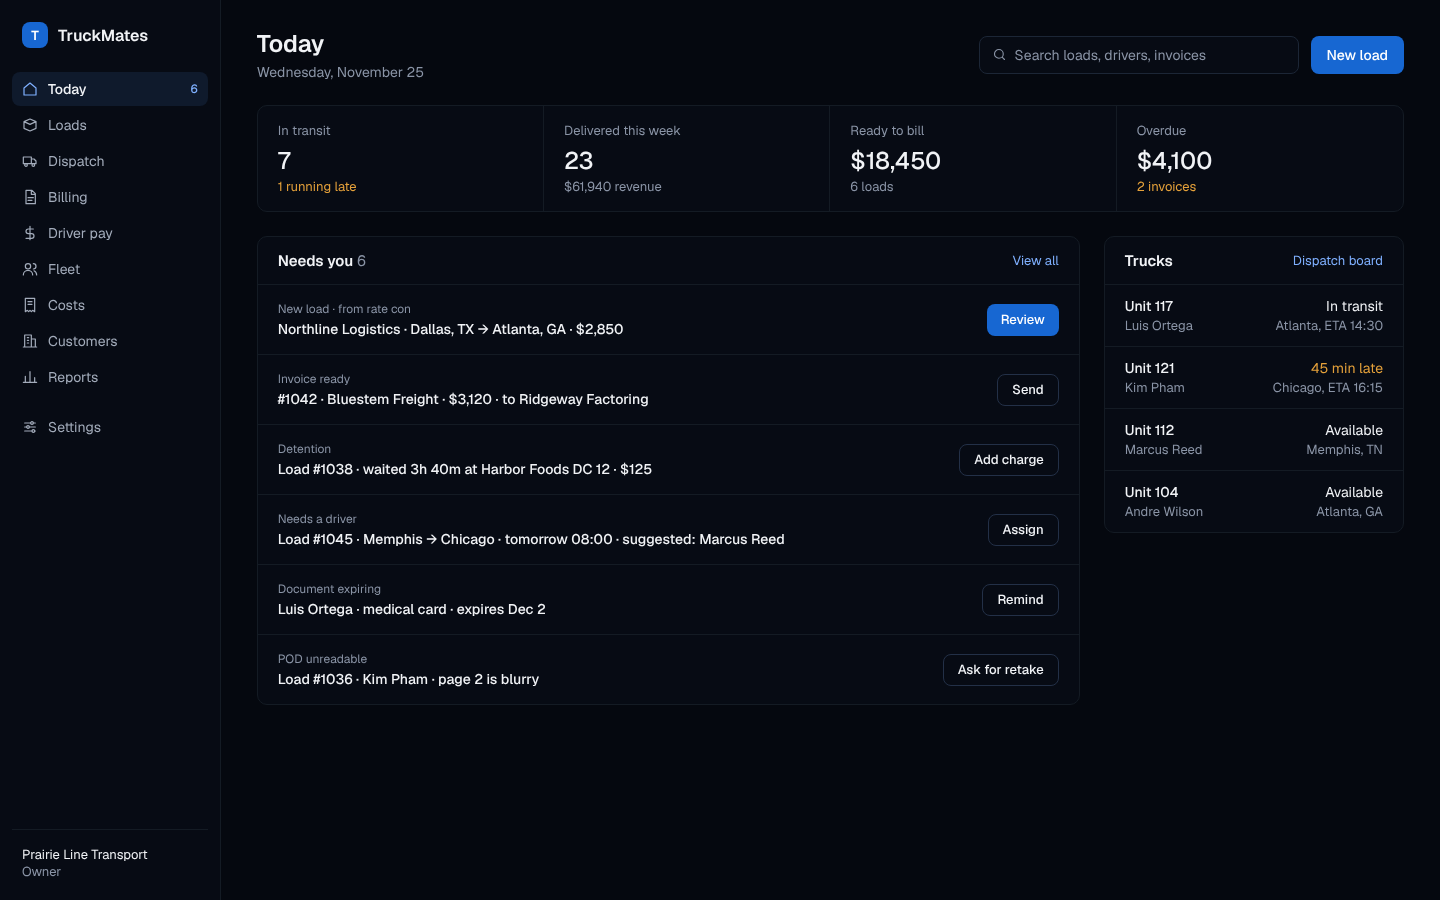 T TruckMates
Today 6
Loads
Dispatch
Billing
Driver pay
Fleet
Costs
Customers
Reports
Settings
Prairie Line Transport
Owner
Today
Wednesday, November 25
Search loads, drivers, invoices
New load
In transit
7
1 running late
Delivered this week
23
$61,940 revenue
Ready to bill
$18,450
6 loads
Overdue
$4,100
2 invoices
Needs you 6
View all
New load · from rate con
Northline Logistics · Dallas, TX → Atlanta, GA · $2,850
Review
Invoice ready
#1042 · Bluestem Freight · $3,120 · to Ridgeway Factoring
Send
Detention
Load #1038 · waited 3h 40m at Harbor Foods DC 12 · $125
Add charge
Needs a driver
Load #1045 · Memphis → Chicago · tomorrow 08:00 · suggested: Marcus Reed
Assign
Document expiring
Luis Ortega · medical card · expires Dec 2
Remind
POD unreadable
Load #1036 · Kim Pham · page 2 is blurry
Ask for retake
Trucks
Dispatch board
Unit 117
In transit
Luis Ortega
Atlanta, ETA 14:30
Unit 121
45 min late
Kim Pham
Chicago, ETA 16:15
Unit 112
Available
Marcus Reed
Memphis, TN
Unit 104
Available
Andre Wilson
Atlanta, GA